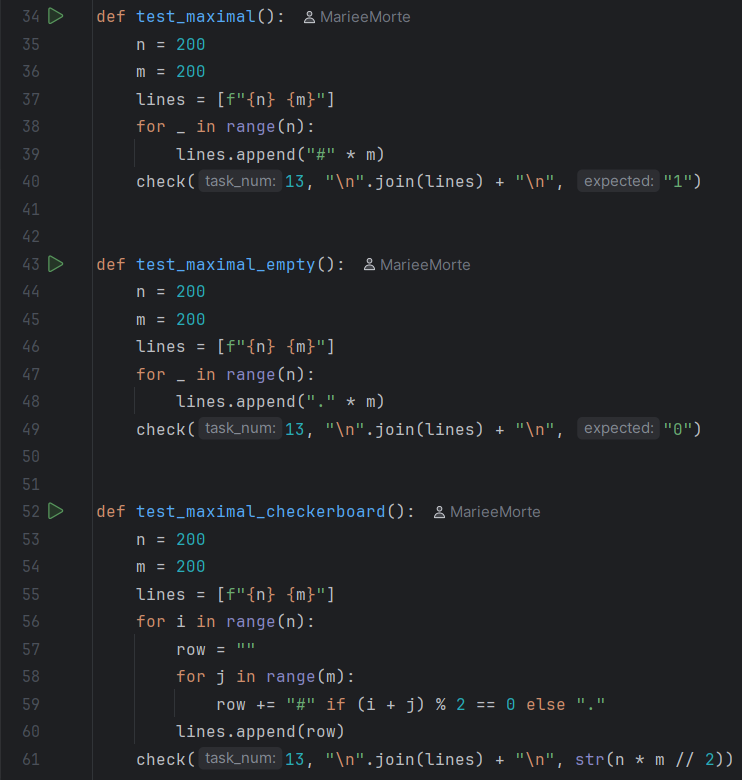 34 def test_maximal(): MarieeMorte
35 n = 200
36 m = 200
37 lines = [f"{n} {m}"]
38 for _ in range(n):
39 lines.append("#" * m)
40 check( task_num: 13, "\n".join(lines) + "\n", expected: "1")
41
42
43 def test_maximal_empty(): MarieeMorte
44 n = 200
45 m = 200
46 lines = [f"{n} {m}"]
47 for _ in range(n):
48 lines.append("." * m)
49 check( task_num: 13, "\n".join(lines) + "\n", expected: "0")
50
51
52 def test_maximal_checkerboard(): MarieeMorte
53 n = 200
54 m = 200
55 lines = [f"{n} {m}"]
56 for i in range(n):
57 row = ""
58 for j in range(m):
59 row += "#" if (i + j) % 2 == 0 else "."
60 lines.append(row)
61 check( task_num: 13, "\n".join(lines) + "\n", str(n * m // 2))